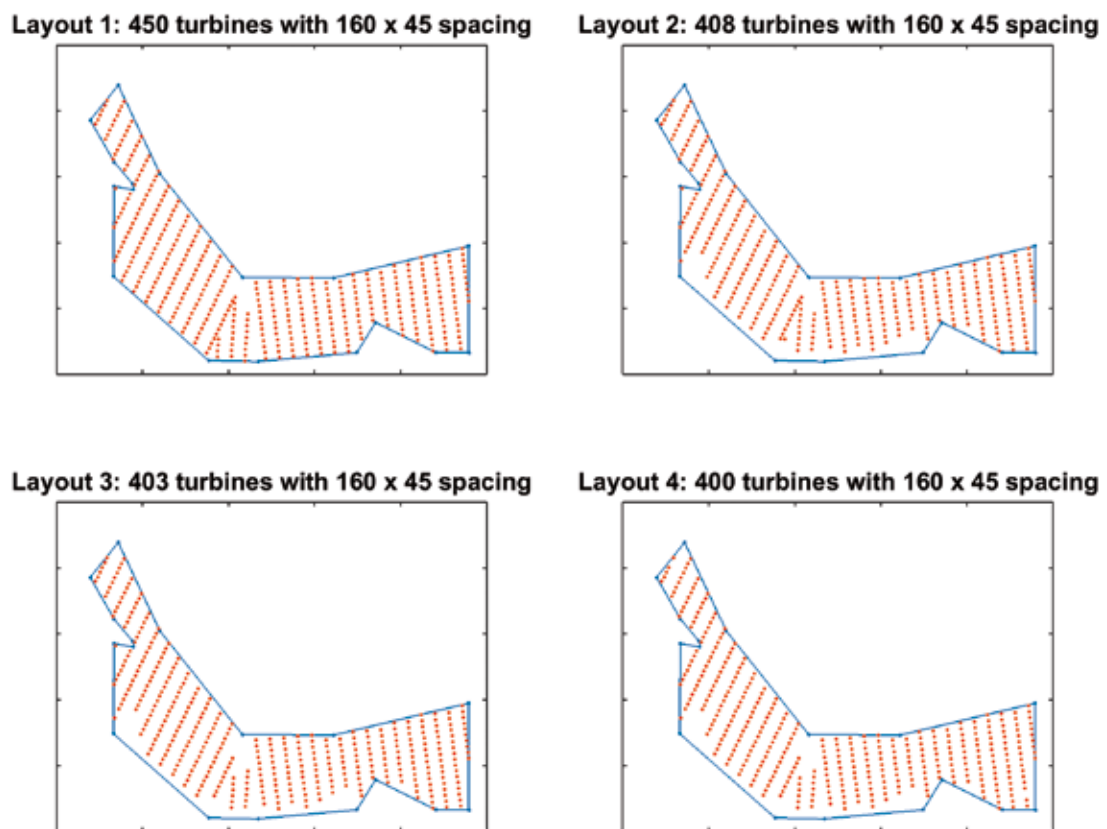 Layout 1: 450 turbines with 160 x 45 spacing
Layout 2: 408 turbines with 160 x 45 spacing
Layout 3: 403 turbines with 160 x 45 spacing
Layout 4: 400 turbines with 160 x 45 spacing